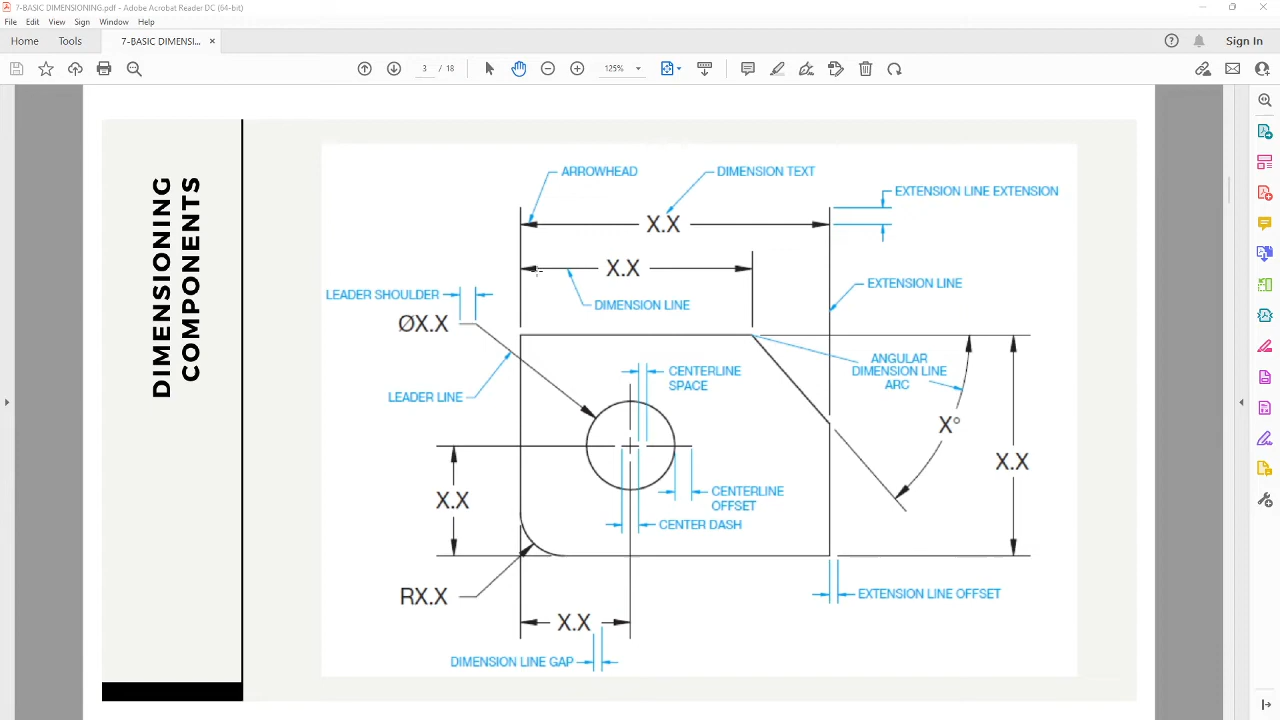 7-BASIC DIMENSIONING.pdf - Adobe Acrobat Reader DC (64-bit)
File Edit View Sign Window Help
Home Tools 7-BASIC DIMENSI... × Sign In
3 / 18 125%
DIMENSIONING
COMPONENTS
ARROWHEAD
DIMENSION TEXT
EXTENSION LINE EXTENSION
X.X
X.X
EXTENSION LINE
LEADER SHOULDER
DIMENSION LINE
ØX.X
ANGULAR
DIMENSION LINE
ARC
CENTERLINE
SPACE
LEADER LINE
X°
X.X
X.X
CENTERLINE
OFFSET
CENTER DASH
RX.X
EXTENSION LINE OFFSET
X.X
DIMENSION LINE GAP